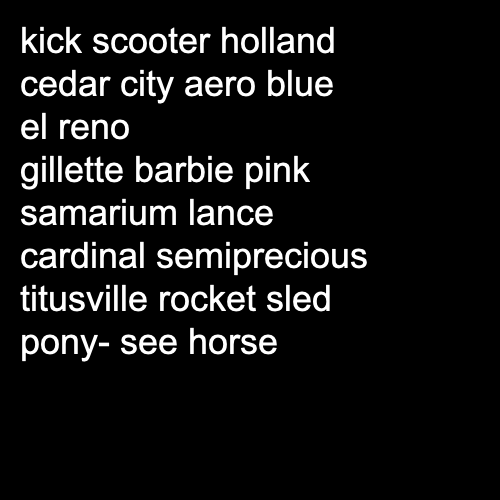 kick scooter holland
cedar city aero blue
el reno
gillette barbie pink
samarium lance
cardinal semiprecious
titusville rocket sled
pony- see horse